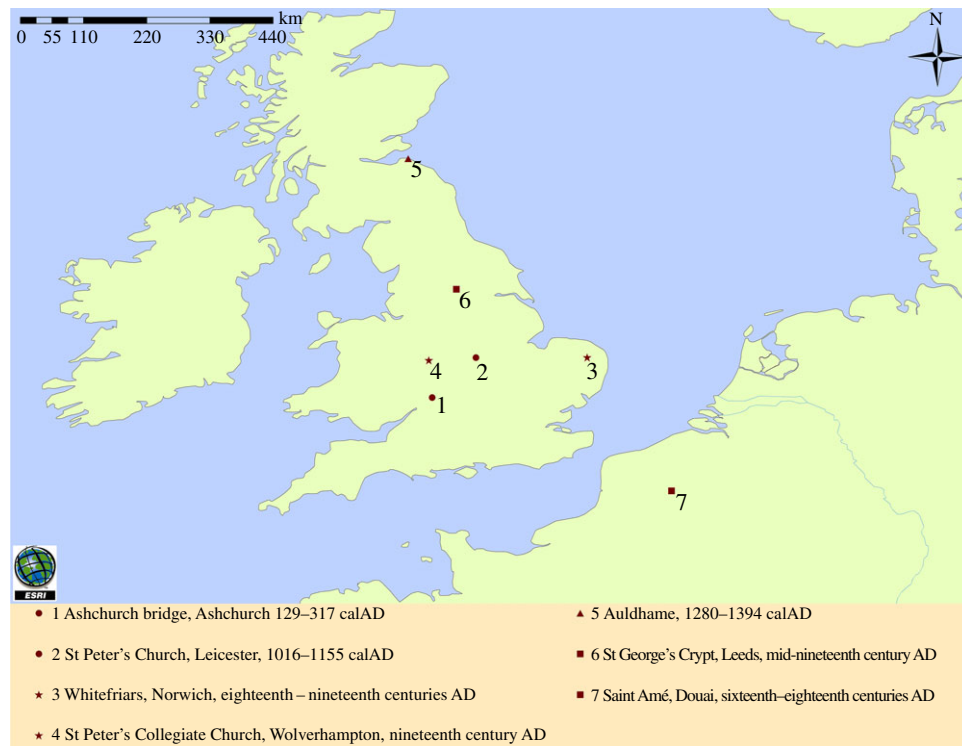 km
0 55 110 220 330 440
N
5
6
4
2
3
1
7
ESRI
1 Ashchurch bridge, Ashchurch 129–317 calAD
2 St Peter's Church, Leicester, 1016–1155 calAD
3 Whitefriars, Norwich, eighteenth – nineteenth centuries AD
4 St Peter's Collegiate Church, Wolverhampton, nineteenth century AD
5 Auldhame, 1280–1394 calAD
6 St George's Crypt, Leeds, mid-nineteenth century AD
7 Saint Amé, Douai, sixteenth–eighteenth centuries AD